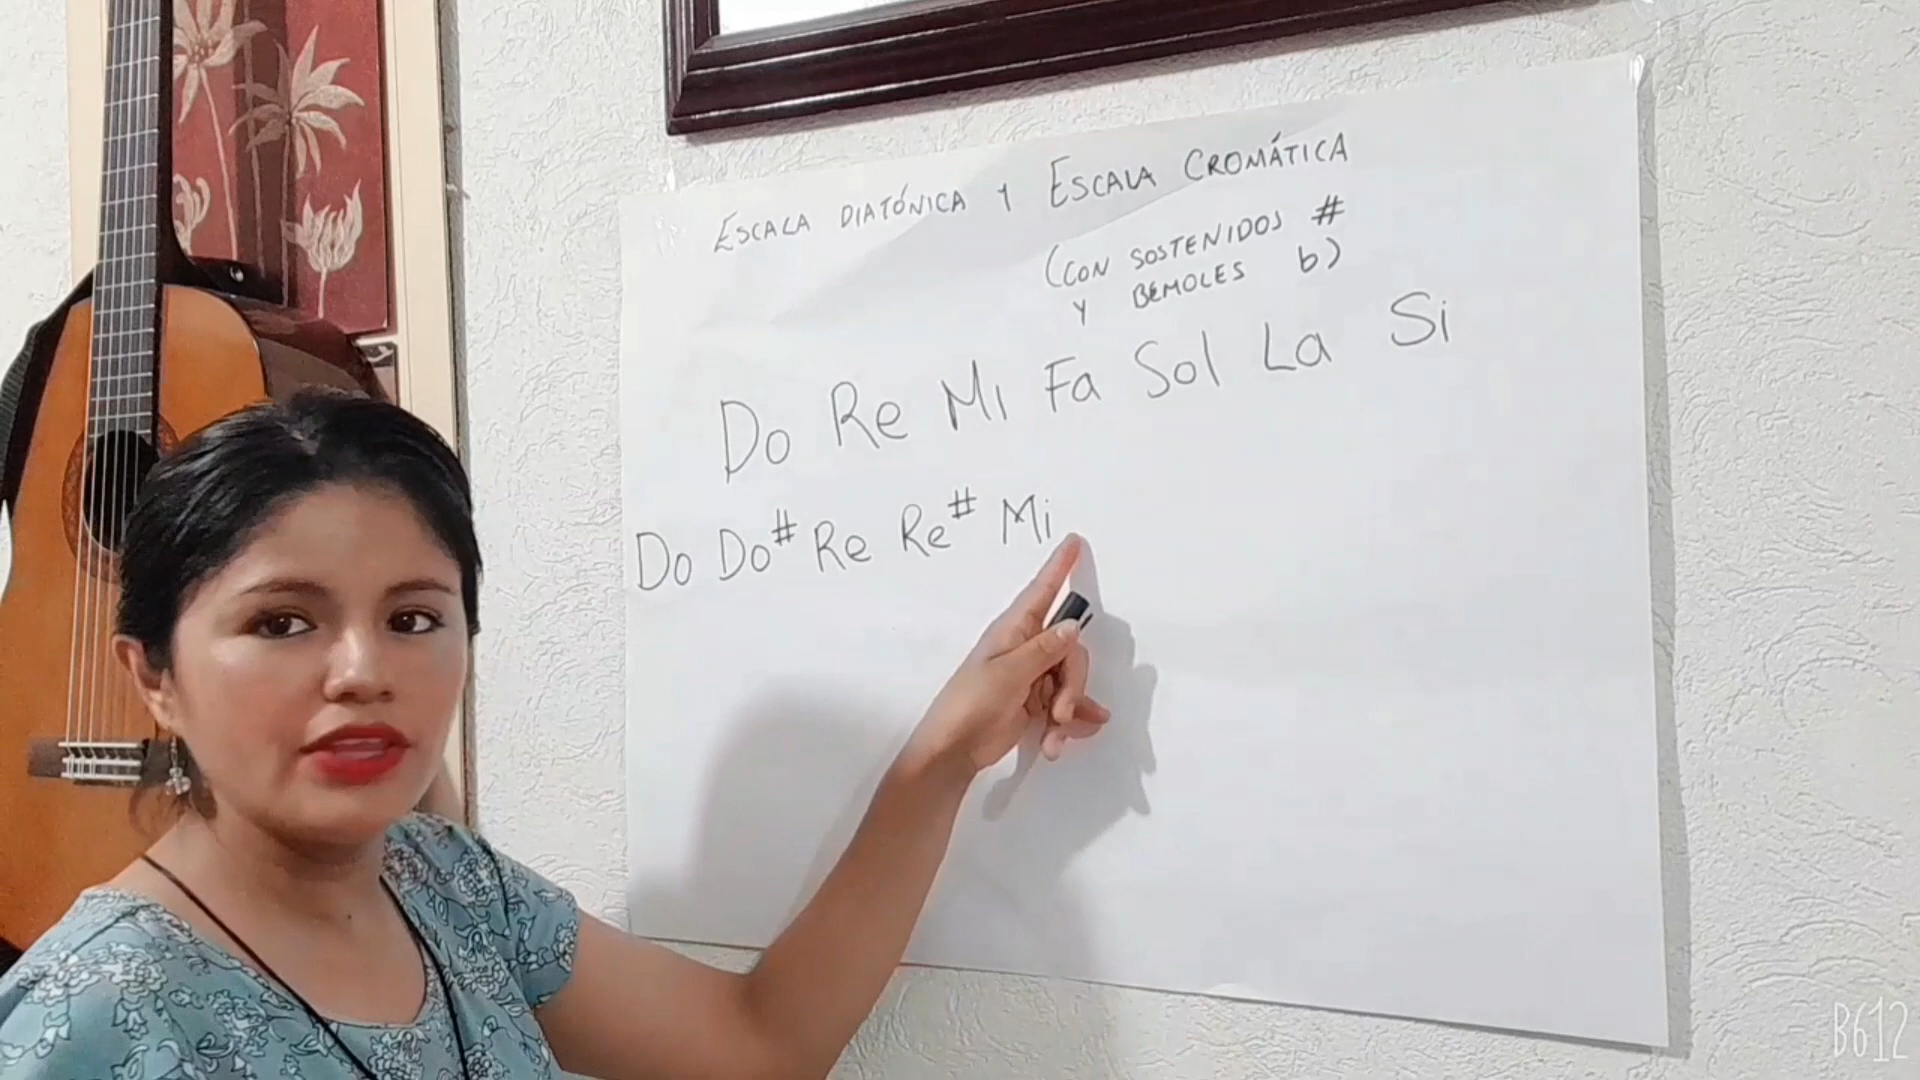 ESCALA DIATÓNICA Y ESCALA CROMÁTICA
(CON SOSTENIDOS #
Y BEMOLES b)
Do Re Mi Fa Sol La Si
Do Do# Re Re# Mi
B612